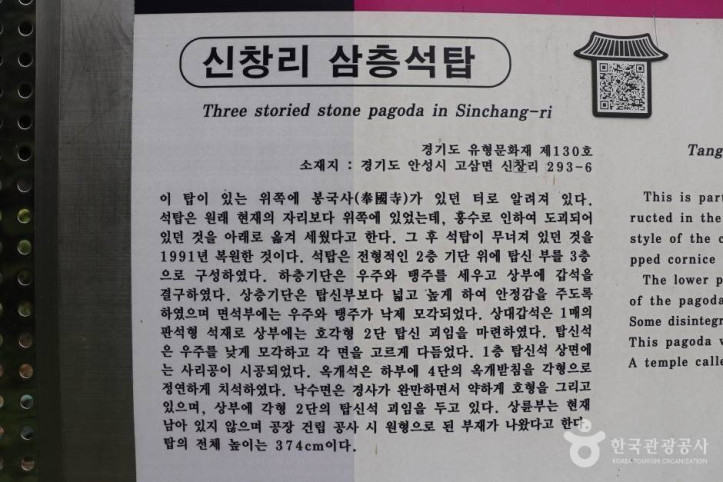 신창리 삼층석탑
Three storied stone pagoda in Sinchang-ri
경기도 유형문화재 제130호
소재지 : 경기도 안성시 고삼면 신창리 293-6
이 탑이 있는 위쪽에 봉국사(奉國寺)가 있던 터로 알려져 있다.
석탑은 원래 현재의 자리보다 위쪽에 있었는데, 홍수로 인하여 도괴되어
있던 것을 아래로 옮겨 세웠다고 한다. 그 후 석탑이 무너져 있던 것을
1991년 복원한 것이다. 석탑은 전형적인 2층 기단 위에 탑신 부를 3층
으로 구성하였다. 하층기단은 우주와 탱주를 세우고 상부에 갑석을
결구하였다. 상층기단은 탑신부보다 넓고 높게 하여 안정감을 주도록
하였으며 면석부에는 우주와 탱주가 낙제 모각되었다. 상대갑석은 1매의
판석형 석재로 상부에는 호각형 2단 탑신 괴임을 마련하였다. 탑신석
은 우주를 낮게 모각하고 각 면을 고르게 다듬었다. 1층 탑신석 상면에
는 사리공이 시공되었다. 옥개석은 하부에 4단의 옥개받침을 각형으로
정연하게 치석하였다. 낙수면은 경사가 완만하면서 약하게 호형을 그리고
있으며, 상부에 각형 2단의 탑신석 괴임을 두고 있다. 상륜부는 현재
남아 있지 않으며 공장 건립 공사 시 원형으로 된 부재가 나왔다고 한다.
탑의 전체 높이는 374cm이다.
Tang
This is part
ructed in the
style of the c
pped cornice
The lower p
of the pagoda
Some disintegr
This pagoda w
A temple calle
한국관광공사
KOREA TOURISM ORGANIZATION